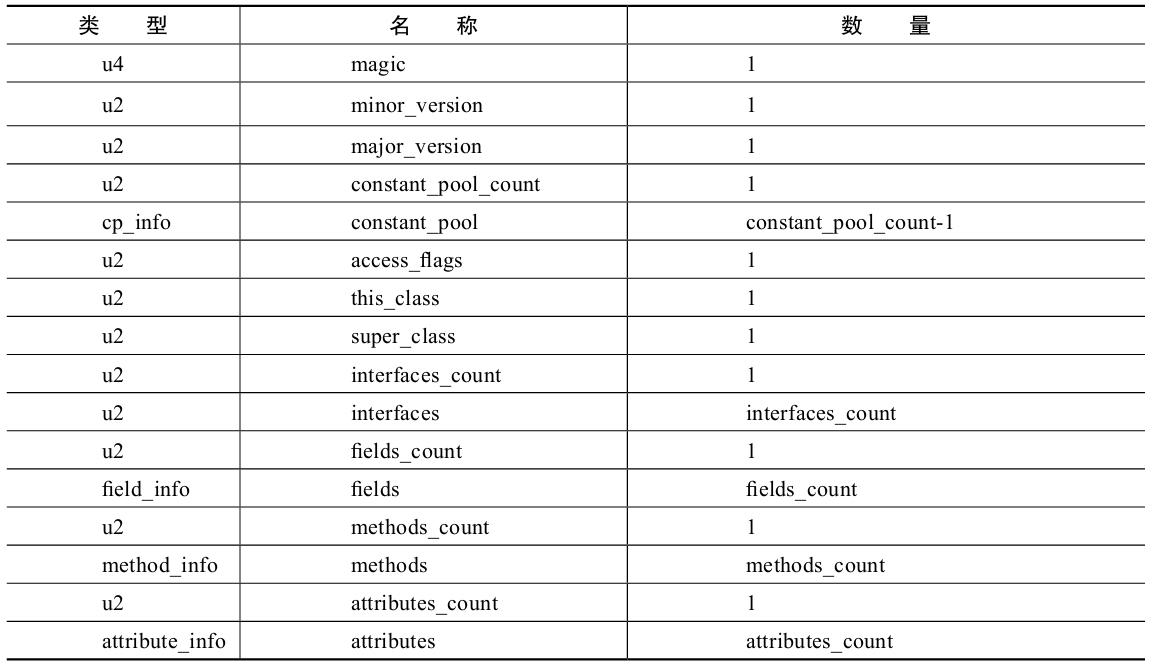 类 型 名 称 数 量
u4 magic 1
u2 minor_version 1
u2 major_version 1
u2 constant_pool_count 1
cp_info constant_pool constant_pool_count-1
u2 access_flags 1
u2 this_class 1
u2 super_class 1
u2 interfaces_count 1
u2 interfaces interfaces_count
u2 fields_count 1
field_info fields fields_count
u2 methods_count 1
method_info methods methods_count
u2 attributes_count 1
attribute_info attributes attributes_count